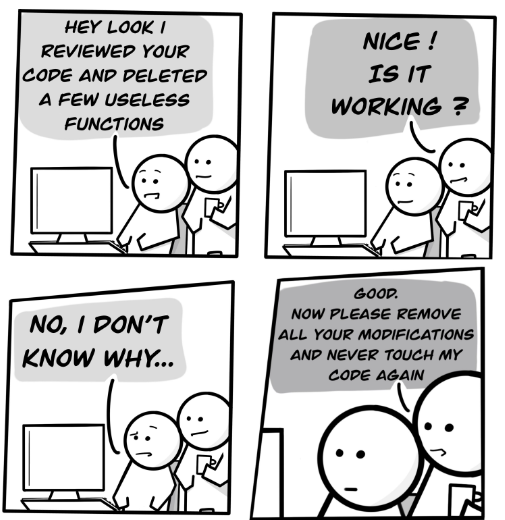 HEY LOOK I
REVIEWED YOUR
CODE AND DELETED
A FEW USELESS
FUNCTIONS
NICE !
IS IT
WORKING ?
NO, I DON'T
KNOW WHY...
GOOD.
NOW PLEASE REMOVE
ALL YOUR MODIFICATIONS
AND NEVER TOUCH MY
CODE AGAIN